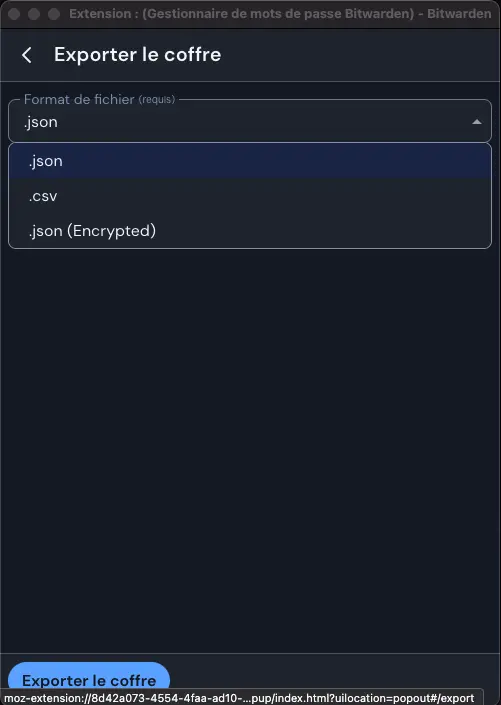 Extension : (Gestionnaire de mots de passe Bitwarden) - Bitwarden
Exporter le coffre
Format de fichier (requis)
.json
.json
.csv
.json (Encrypted)
Exporter le coffre
moz-extension://8d42a073-4554-4faa-ad10-...pup/index.html?uilocation=popout#/export